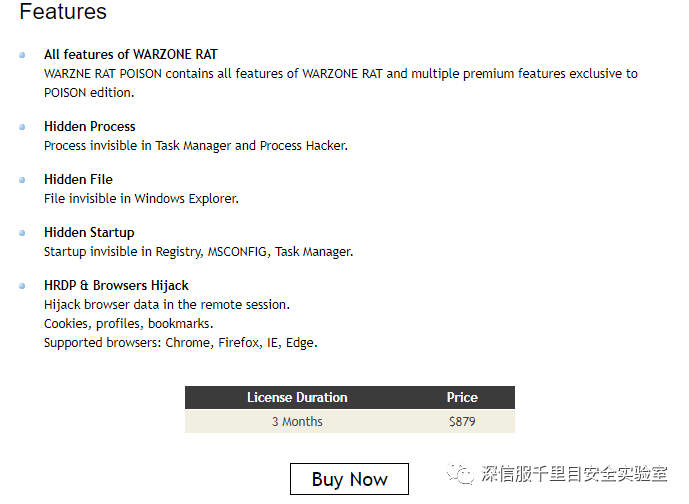 Features
All features of WARZONE RAT
WARZNE RAT POISON contains all features of WARZONE RAT and multiple premium features exclusive to
POISON edition.
Hidden Process
Process invisible in Task Manager and Process Hacker.
Hidden File
File invisible in Windows Explorer.
Hidden Startup
Startup invisible in Registry, MSCONFIG, Task Manager.
HRDP & Browsers Hijack
Hijack browser data in the remote session.
Cookies, profiles, bookmarks.
Supported browsers: Chrome, Firefox, IE, Edge.
License Duration Price
3 Months $879
Buy Now
深信服千里目安全实验室